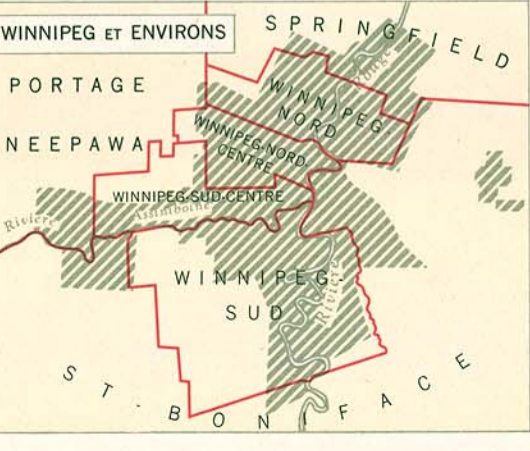 WINNIPEG ET ENVIRONS
SPRINGFIELD
PORTAGE
Rouge
WINNIPEG
NORD
NEEPAWA
WINNIPEG-NORD-
CENTRE
WINNIPEG-SUD-CENTRE
Rivière
Assiniboine
WINNIPEG-
SUD
Rivière
ST-BONIFACE